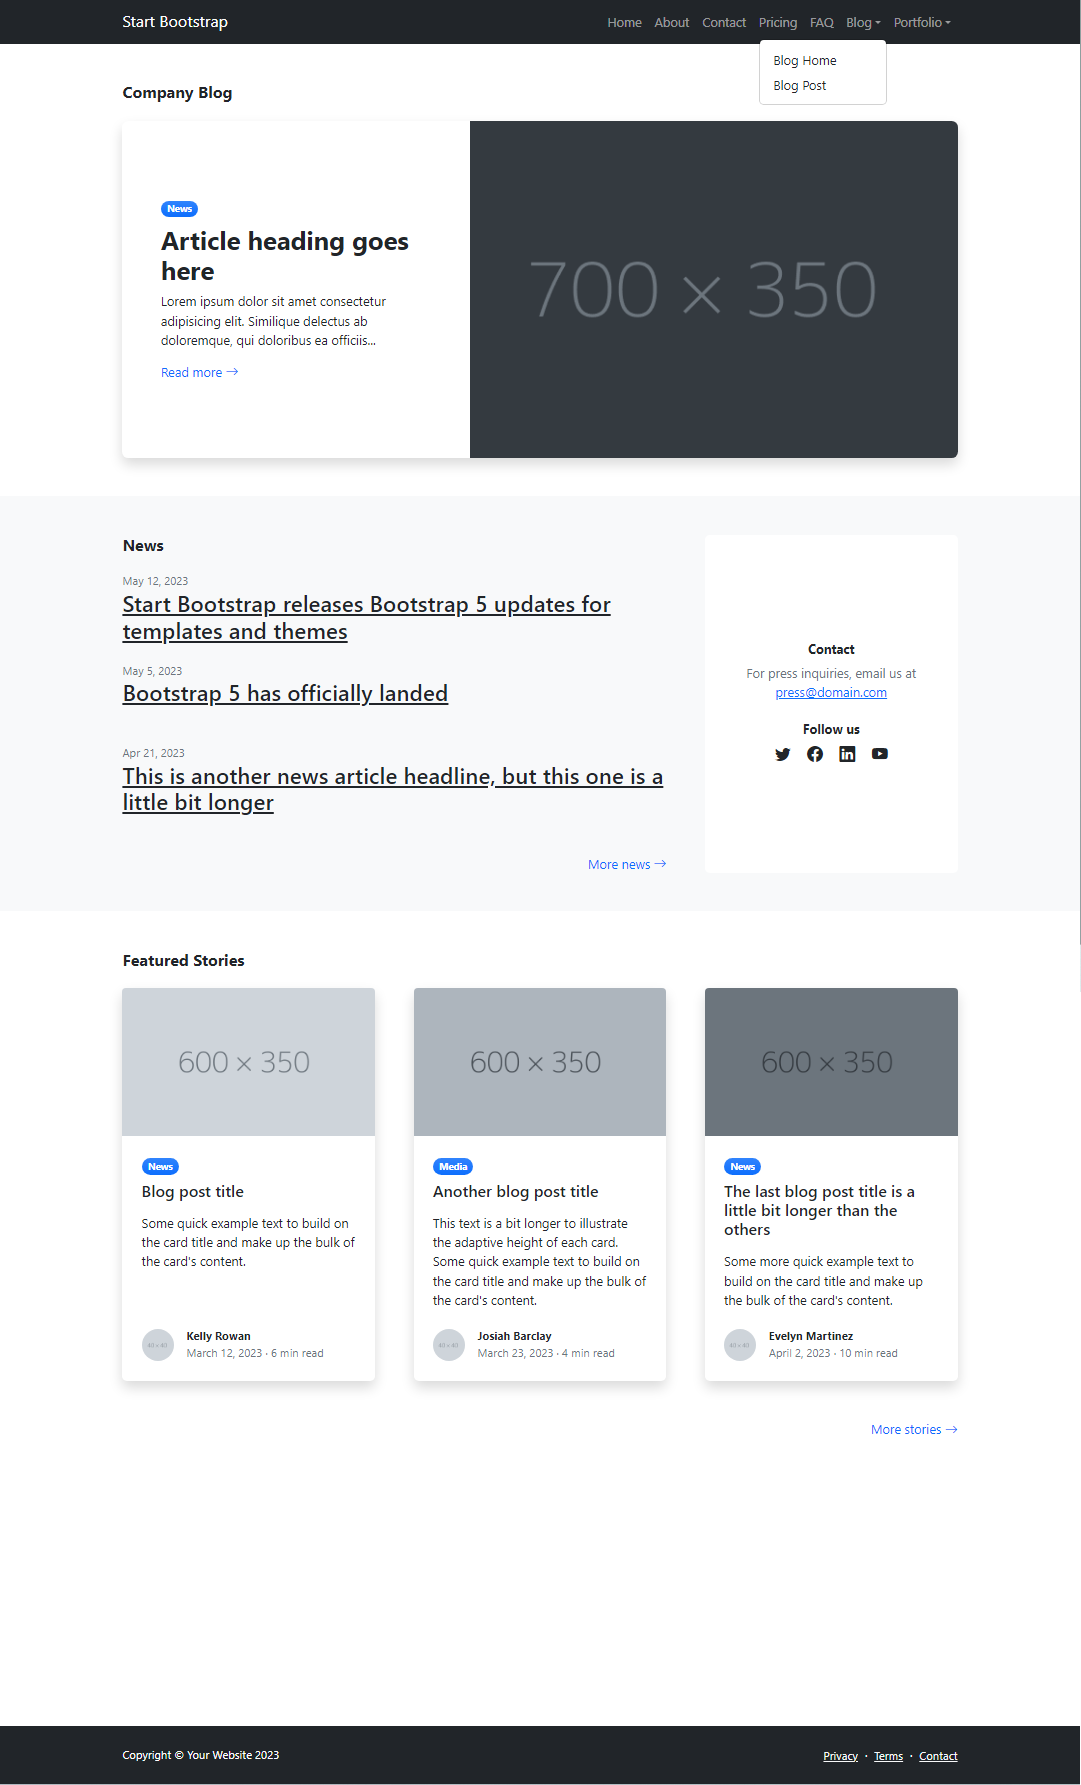 Start Bootstrap
Home About Contact Pricing FAQ Blog Portfolio
Blog Home
Blog Post
Company Blog
News
Article heading goes
here
Lorem ipsum dolor sit amet consectetur
adipisicing elit. Similique delectus ab
doloremque, qui doloribus ea officiis...
Read more →
700 × 350
News
May 12, 2023
Start Bootstrap releases Bootstrap 5 updates for
templates and themes
May 5, 2023
Bootstrap 5 has officially landed
Apr 21, 2023
This is another news article headline, but this one is a
little bit longer
More news →
Contact
For press inquiries, email us at
press@domain.com
Follow us
Featured Stories
600 × 350
News
Blog post title
Some quick example text to build on
the card title and make up the bulk of
the card's content.
40 x 40
Kelly Rowan
March 12, 2023 · 6 min read
600 × 350
Media
Another blog post title
This text is a bit longer to illustrate
the adaptive height of each card.
Some quick example text to build on
the card title and make up the bulk of
the card's content.
40 x 40
Josiah Barclay
March 23, 2023 · 4 min read
600 × 350
News
The last blog post title is a
little bit longer than the
others
Some more quick example text to
build on the card title and make up
the bulk of the card's content.
40 x 40
Evelyn Martinez
April 2, 2023 · 10 min read
More stories →
Copyright © Your Website 2023
Privacy · Terms · Contact